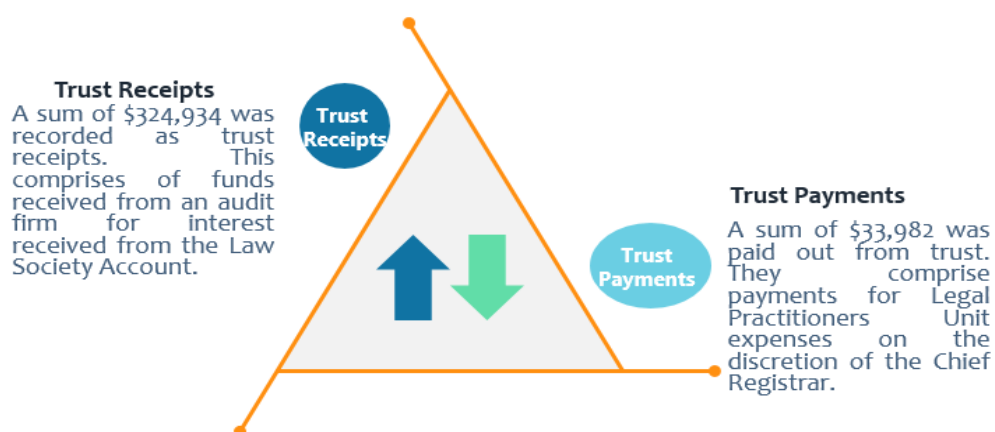 Trust Receipts
A sum of $324,934 was
recorded as trust
receipts. This
comprises of funds
received from an audit
firm for interest
received from the Law
Society Account.
Trust
Receipts
Trust
Payments
Trust Payments
A sum of $33,982 was
paid out from trust.
They comprise
payments for Legal
Practitioners Unit
expenses on the
discretion of the Chief
Registrar.